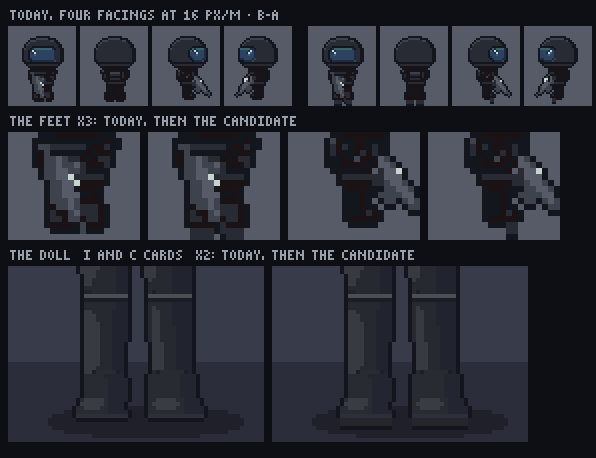 TODAY, FOUR FACINGS AT 16 PX/M · B-A
THE FEET X3: TODAY, THEN THE CANDIDATE
THE DOLL  I AND C CARDS  X2: TODAY, THEN THE CANDIDATE